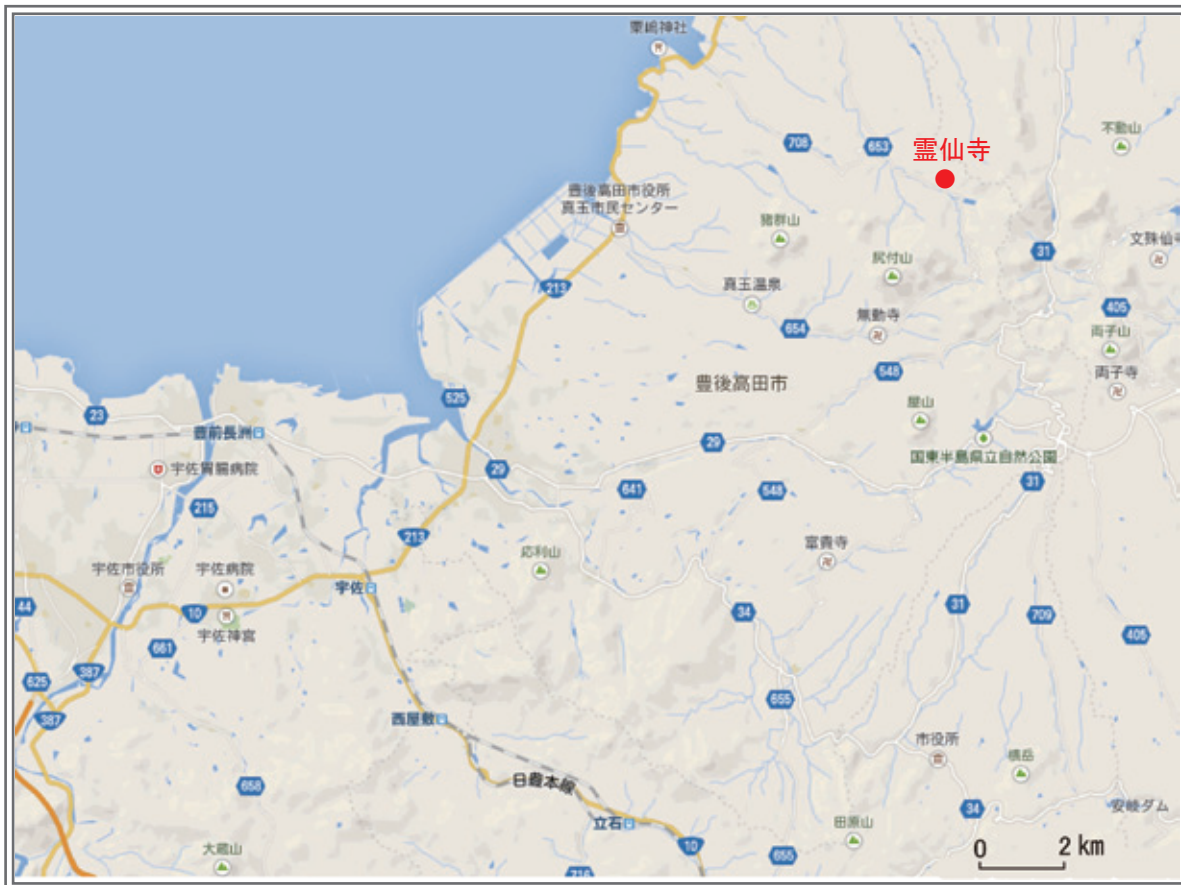 粟嶋神社
不動山
708
653
霊仙寺
豊後高田市役所
真玉市民センター
猪群山
31
文殊仙寺
尻付山
213
真玉温泉
無動寺
654
405
両子山
548
両子寺
豊後高田市
525
23
屋山
豊前長洲
29
国東半島県立自然公園
宇佐胃腸病院
29
641
548
31
215
213
応利山
富貴寺
宇佐市役所
宇佐病院
宇佐
44
10
34
31
709
405
宇佐神宮
661
387
625
655
387
西屋敷
市役所
横岳
658
日豊本線
安岐ダム
立石
田原山
34
10
大蔵山
655
0
2 km
716